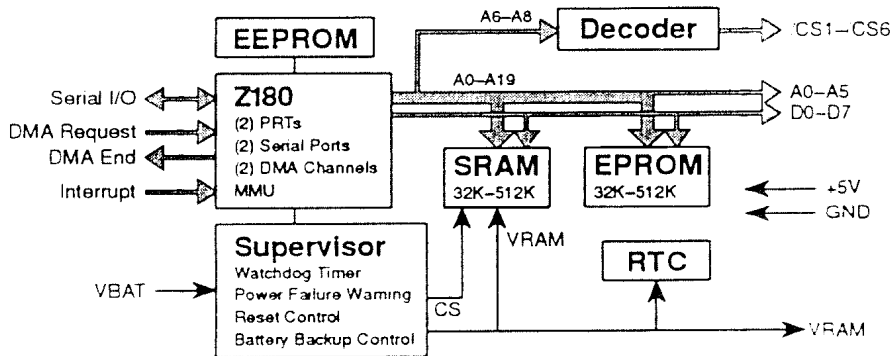 A6-A8
Decoder
/CS1-CS6
EEPROM
A0-A19
Z180
(2) PRTs
(2) Serial Ports
(2) DMA Channels
MMU
Serial I/O
DMA Request
DMA End
Interrupt
A0-A5
D0-D7
SRAM
32K-512K
EPROM
32K-512K
+5V
GND
Supervisor
Watchdog Timer
Power Failure Warning
Reset Control
Battery Backup Control
VBAT
CS
VRAM
RTC
VRAM